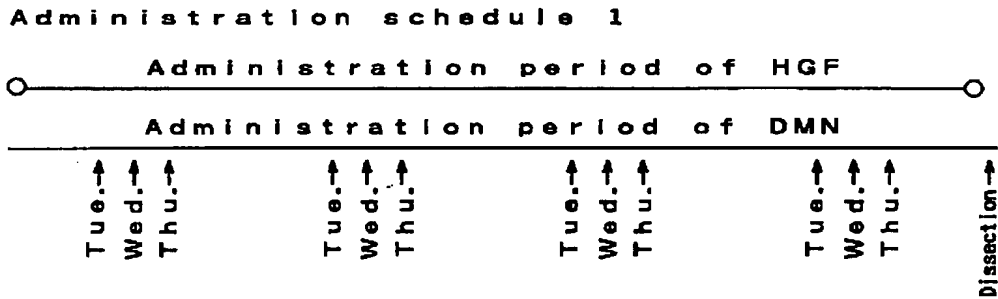 Administration schedule 1
Administration period of HGF
Administration period of DMN
Tue. Wed. Thu. Tue. Wed. Thu. Tue. Wed. Thu. Tue. Wed. Thu. Dissection